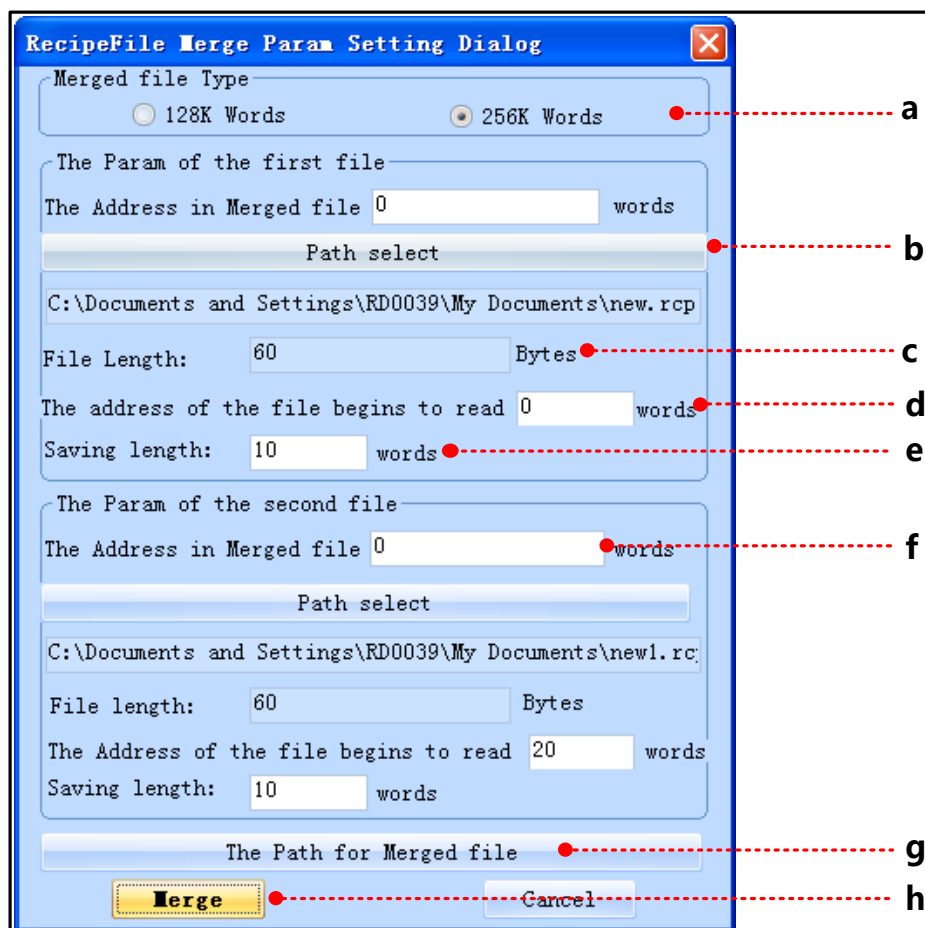 RecipeFile Merge Param Setting Dialog
Merged file Type
128K Words 256K Words a
The Param of the first file
The Address in Merged file 0 words
Path select b
C:\Documents and Settings\RD0039\My Documents\new.rcp
File Length: 60 Bytes c
The address of the file begins to read 0 words d
Saving length: 10 words e
The Param of the second file
The Address in Merged file 0 words f
Path select
C:\Documents and Settings\RD0039\My Documents\new1.rc
File length: 60 Bytes
The Address of the file begins to read 20 words
Saving length: 10 words
The Path for Merged file g
Merge Cancel h